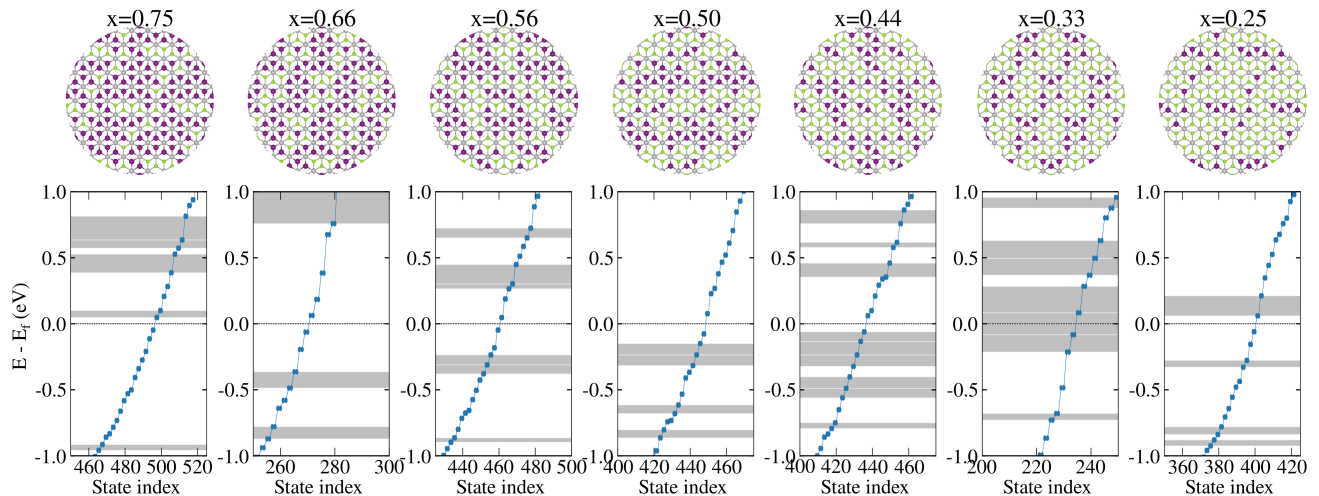 x=0.75 x=0.66 x=0.56 x=0.50 x=0.44 x=0.33 x=0.25
1.0 1.0 1.0 1.0 1.0 1.0 1.0
0.5 0.5 0.5 0.5 0.5 0.5 0.5
0.0 0.0 0.0 0.0 0.0 0.0 0.0
-0.5 -0.5 -0.5 -0.5 -0.5 -0.5 -0.5
-1.0 -1.0 -1.0 -1.0 -1.0 -1.0 -1.0
E - E_f (eV)
460 480 500 520 260 280 300 440 460 480 500 400 420 440 460 400 420 440 460 200 220 240 360 380 400 420
State index State index State index State index State index State index State index